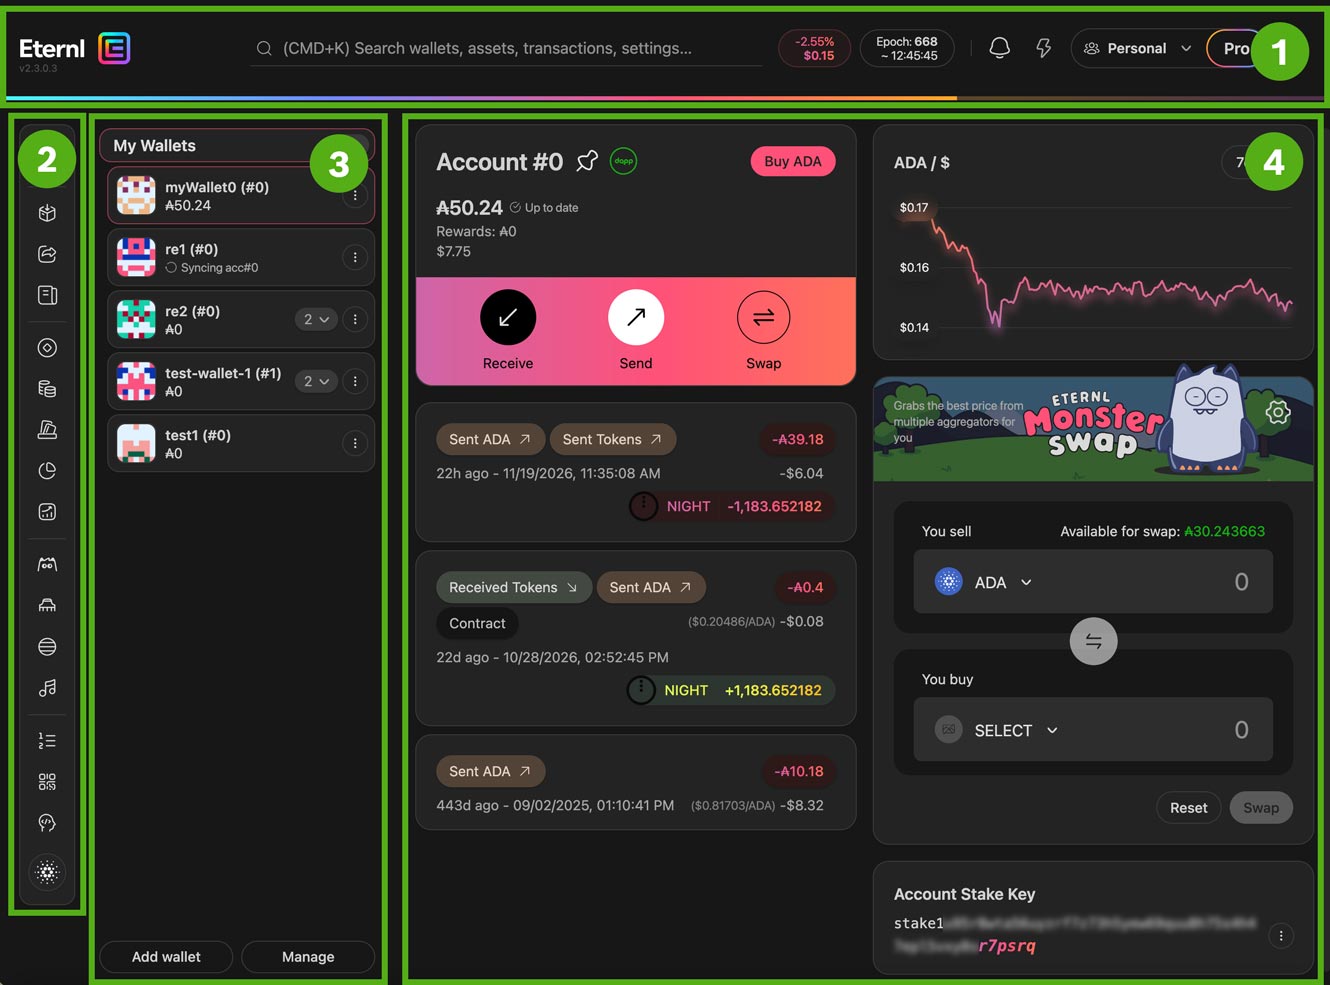 Eternl
v2.3.0.3
(CMD+K) Search wallets, assets, transactions, settings...
-2.55%
$0.15
Epoch: 668
~ 12:45:45
Personal
Pro
1
2
My Wallets
3
myWallet0 (#0)
₳50.24
re1 (#0)
Syncing acc#0
re2 (#0)
₳0
2
test-wallet-1 (#1)
₳0
2
test1 (#0)
₳0
Add wallet
Manage
Account #0
dapp
Buy ADA
₳50.24
Up to date
Rewards: ₳0
$7.75
Receive
Send
Swap
Sent ADA
Sent Tokens
-₳39.18
22h ago - 11/19/2026, 11:35:08 AM
-$6.04
NIGHT -1,183.652182
Received Tokens
Sent ADA
-₳0.4
Contract
($0.20486/ADA) -$0.08
22d ago - 10/28/2026, 02:52:45 PM
NIGHT +1,183.652182
Sent ADA
-₳10.18
443d ago - 09/02/2025, 01:10:41 PM
($0.81703/ADA) -$8.32
ADA / $
7
4
$0.17
$0.16
$0.14
Grabs the best price from
multiple aggregators for
you
ETERNL
Monster
swap
You sell
Available for swap: ₳30.243663
ADA
0
You buy
SELECT
0
Reset
Swap
Account Stake Key
stake1
r7psrq